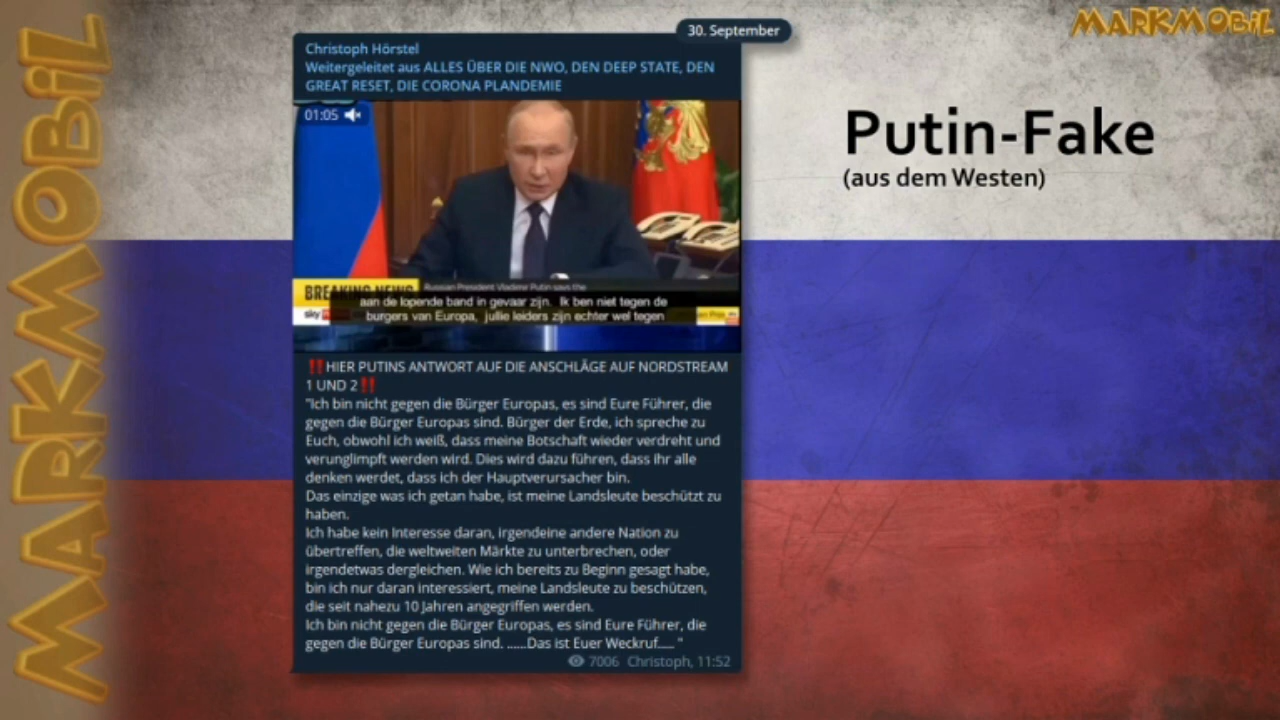 MARKMOBIL
MARKMOBIL
30. September
Christoph Hörstel
Weitergeleitet aus ALLES ÜBER DIE NWO, DEN DEEP STATE, DEN
GREAT RESET, DIE CORONA PLANDEMIE
01:05
BREAKING NEWS
Russian President Vladimir Putin says the
aan de lopende band in gevaar zijn. Ik ben niet tegen de
burgers van Europa, jullie leiders zijn echter wel tegen
sky
‼️HIER PUTINS ANTWORT AUF DIE ANSCHLÄGE AUF NORDSTREAM
1 UND 2‼️
"Ich bin nicht gegen die Bürger Europas, es sind Eure Führer, die
gegen die Bürger Europas sind. Bürger der Erde, ich spreche zu
Euch, obwohl ich weiß, dass meine Botschaft wieder verdreht und
verunglimpft werden wird. Dies wird dazu führen, dass ihr alle
denken werdet, dass ich der Hauptverursacher bin.
Das einzige was ich getan habe, ist meine Landsleute beschützt zu
haben.
Ich habe kein Interesse daran, irgendeine andere Nation zu
übertreffen, die weltweiten Märkte zu unterbrechen, oder
irgendetwas dergleichen. Wie ich bereits zu Beginn gesagt habe,
bin ich nur daran interessiert, meine Landsleute zu beschützen,
die seit nahezu 10 Jahren angegriffen werden.
Ich bin nicht gegen die Bürger Europas, es sind Eure Führer, die
gegen die Bürger Europas sind. ......Das ist Euer Weckruf....."
7006 Christoph, 11:52
Putin-Fake
(aus dem Westen)